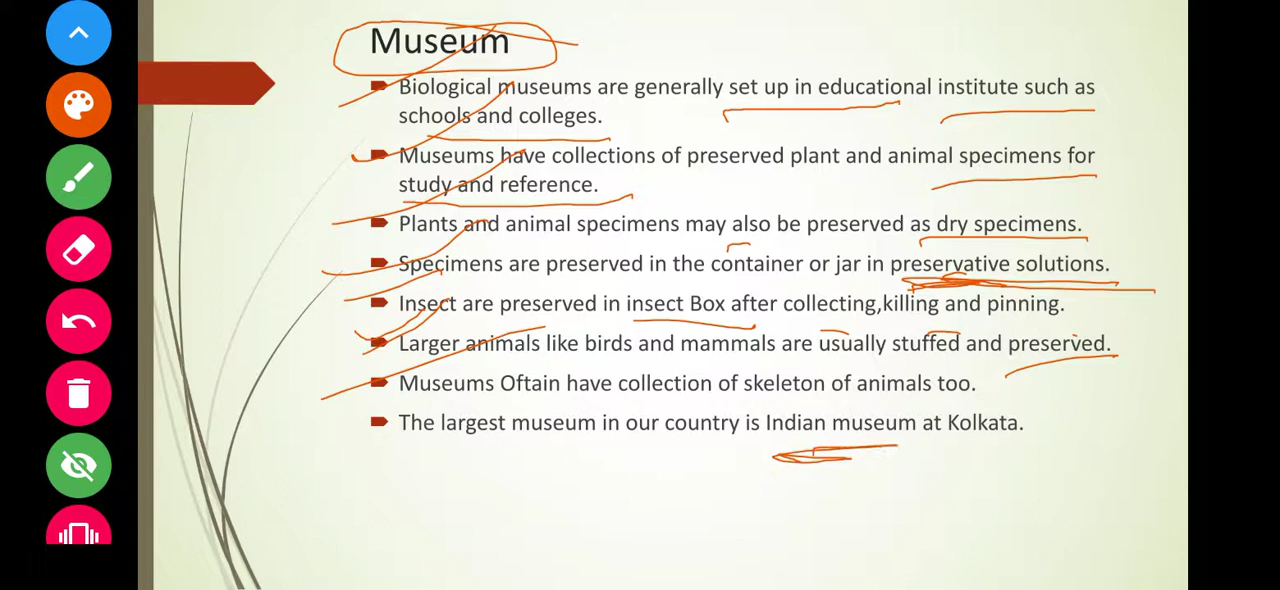 Museum
Biological museums are generally set up in educational institute such as
schools and colleges.
Museums have collections of preserved plant and animal specimens for
study and reference.
Plants and animal specimens may also be preserved as dry specimens.
Specimens are preserved in the container or jar in preservative solutions.
Insect are preserved in insect Box after collecting,killing and pinning.
Larger animals like birds and mammals are usually stuffed and preserved.
Museums Oftain have collection of skeleton of animals too.
The largest museum in our country is Indian museum at Kolkata.